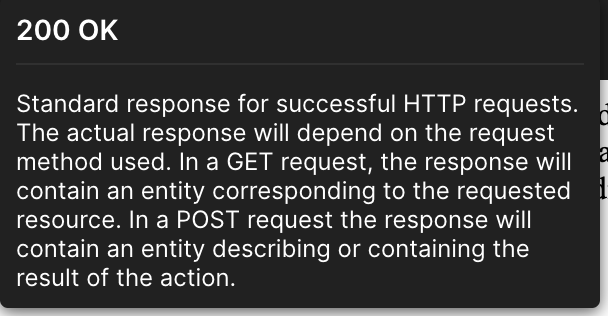 200 OK
Standard response for successful HTTP requests.
The actual response will depend on the request
method used. In a GET request, the response will
contain an entity corresponding to the requested
resource. In a POST request the response will
contain an entity describing or containing the
result of the action.